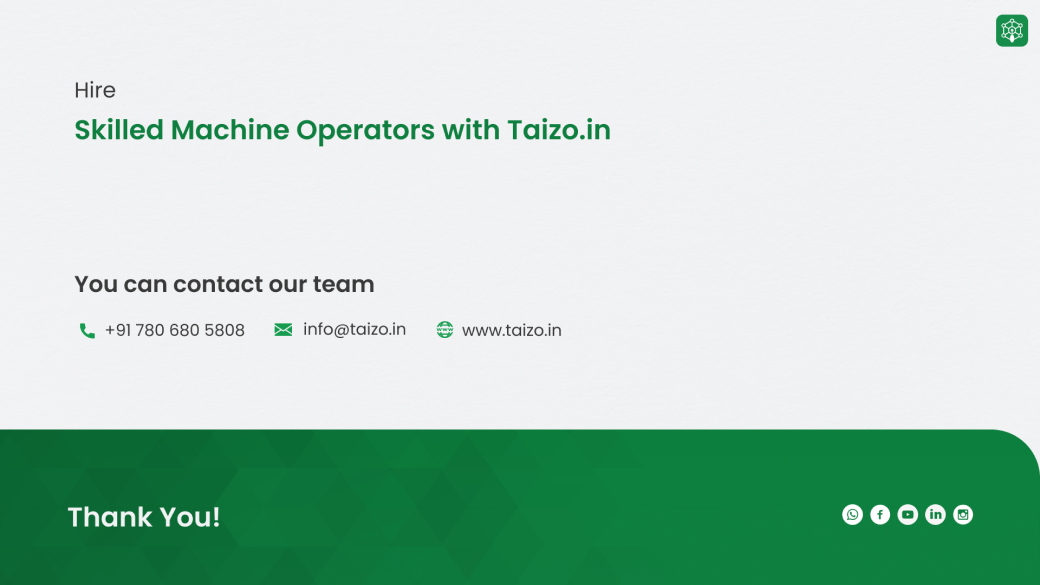 Hire
Skilled Machine Operators with Taizo.in
You can contact our team
+91 780 680 5808 info@taizo.in www.taizo.in
Thank You!